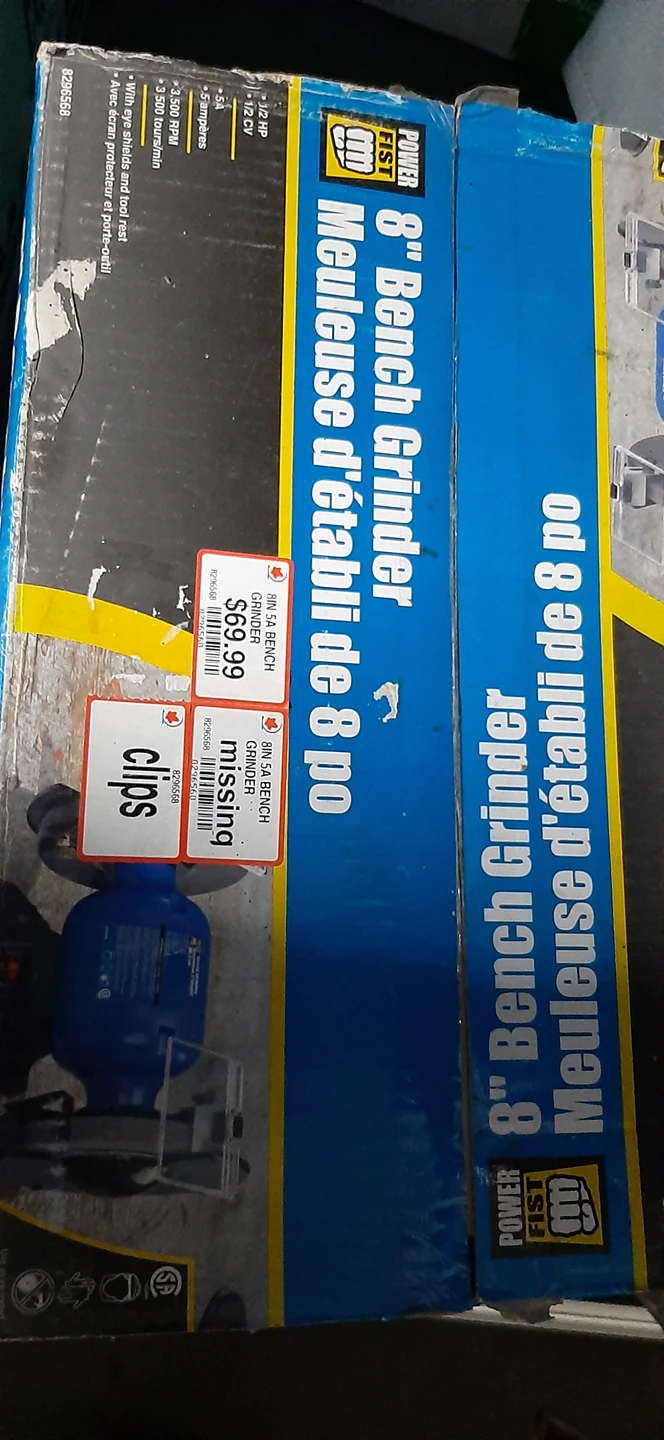 POWER
FIST
8" Bench Grinder
Meuleuse d'établi de 8 po
• 1/2 HP
• 1/2 CV
• 5A
• 5 ampères
• 3,500 RPM
• 3 500 tours/min
• With eye shields and tool rest
• Avec écran protecteur et porte-outil
8296568
8IN 5A BENCH
GRINDER
$69.99
8296568
8IN 5A BENCH
GRINDER
missing
8296568
8296568
clips
8" Bench Grinder
Meuleuse d'établi de 8 po
POWER
FIST